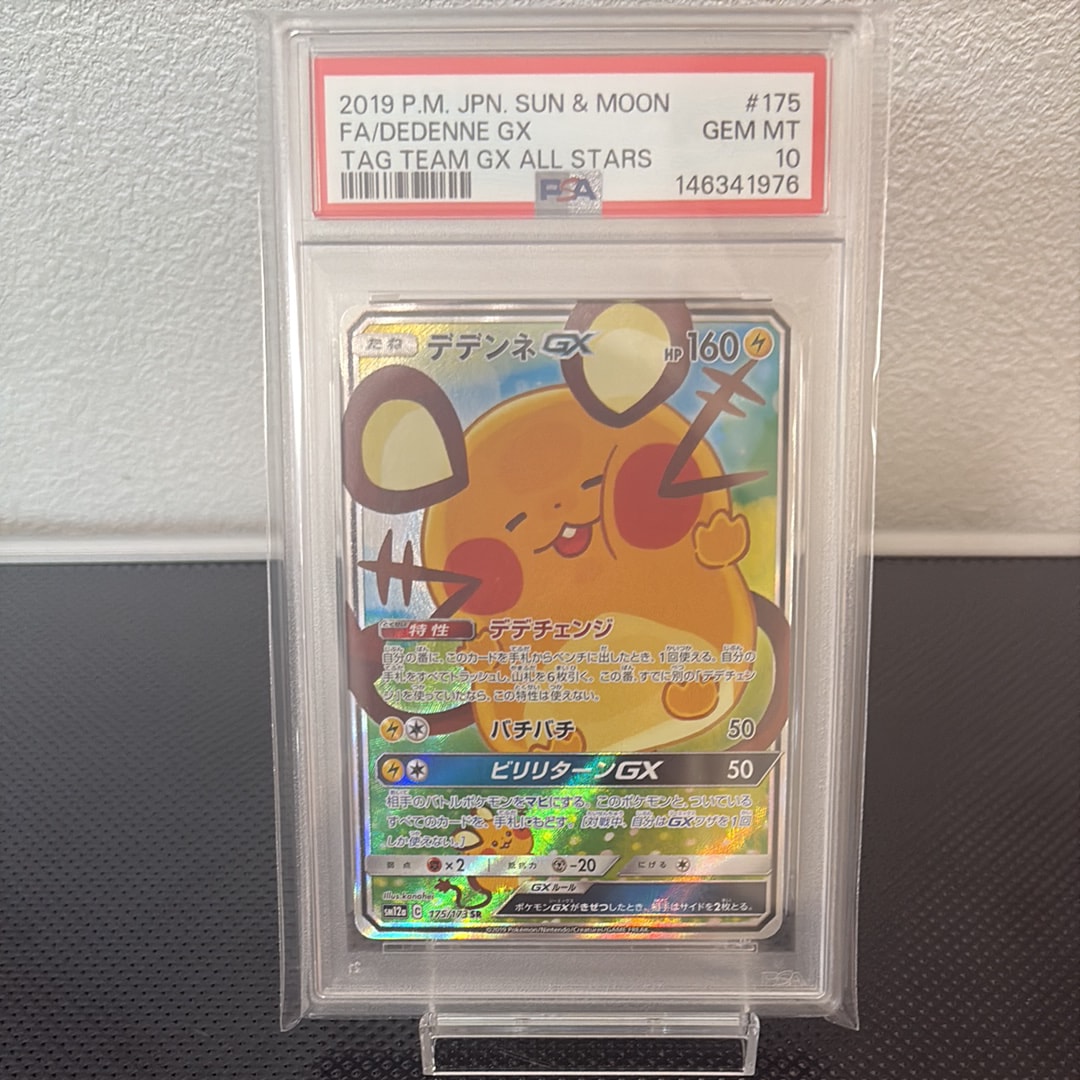 2019 P.M. JPN. SUN & MOON #175
FA/DEDENNE GX GEM MT
TAG TEAM GX ALL STARS 10
PSA 146341976
たね デデンネGX HP160
特性 デデチェンジ
自分の番に、このカードを手札からベンチに出したとき、1回使える。自分の
手札をすべてトラッシュし、山札を6枚引く。この番、すでに別の「デデチェン
ジ」を使っていたなら、この特性は使えない。
バチバチ 50
ビリリターンGX 50
相手のバトルポケモンをマヒにする。このポケモンと、ついている
すべてのカードを、手札にもどす。[対戦中、自分はGXワザを1回
しか使えない。]
弱点 ×2 抵抗力 -20 にげる
GXルール
ポケモンGXがきぜつしたとき、相手はサイドを2枚とる。
Illus. kanahei
sm12a C 175/173 SR
©2019 Pokémon/Nintendo/Creatures/GAME FREAK.
PSA